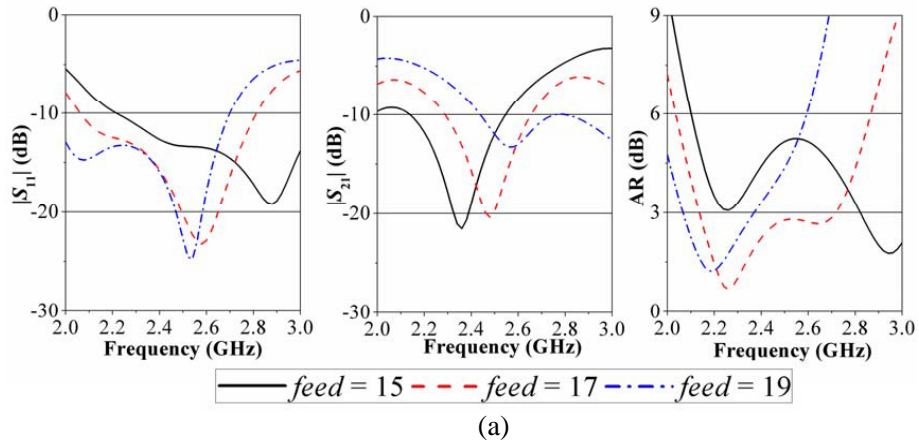 |S11| (dB)
0
-10
-20
-30
2.0 2.2 2.4 2.6 2.8 3.0
Frequency (GHz)
|S21| (dB)
0
-10
-20
-30
2.0 2.2 2.4 2.6 2.8 3.0
Frequency (GHz)
AR (dB)
9
6
3
0
2.0 2.2 2.4 2.6 2.8 3.0
Frequency (GHz)
feed = 15 feed = 17 feed = 19
(a)